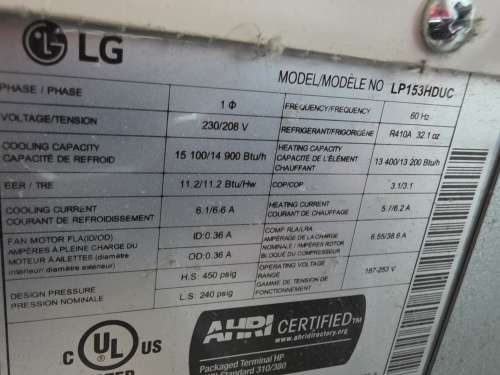 LG
MODEL/MODÈLE NO LP153HDUC
PHASE / PHASE 1 Φ FREQUENCY/FREQUENCY 60 Hz
VOLTAGE/TENSION 230/208 V REFRIGERANT/FRIGORIGÈNE R410A 32.1 oz
COOLING CAPACITY
CAPACITÉ DE REFROID 15 100/14 900 Btu/h
HEATING CAPACITY
CAPACITÉ DE L'ÉLÉMENT
CHAUFFANT 13 400/13 200 Btu/h
EER / TRE 11.2/11.2 Btu/Hw COP/COP 3.1/3.1
COOLING CURRENT
COURANT DE REFROIDISSEMENT 6.1/6.6 A
HEATING CURRENT
COURANT DE CHAUFFAGE 5.7/6.2 A
FAN MOTOR FLA(ID/OD)
AMPÈRES À PLEINE CHARGE DU
MOTEUR À AILETTES (diamètre
intérieur/ diamètre extérieur)
ID:0.36 A
OD:0.36 A
COMP. RLA/LRA
AMPÉRAGE DE LA CHARGE
NOMINALE / AMPÈRES ROTOR
BLOQUÉ DU COMPRESSEUR 6.55/36.6 A
DESIGN PRESSURE
PRESSION NOMINALE
H.S. 450 psig
L.S. 240 psig
OPERATING VOLTAGE
RANGE
GAMME DE TENSION DE
FONCTIONNEMENT 187-253 V
C UL US
AHRI CERTIFIED™
ahridirectory.org
Packaged Terminal HP
Standard 310/380